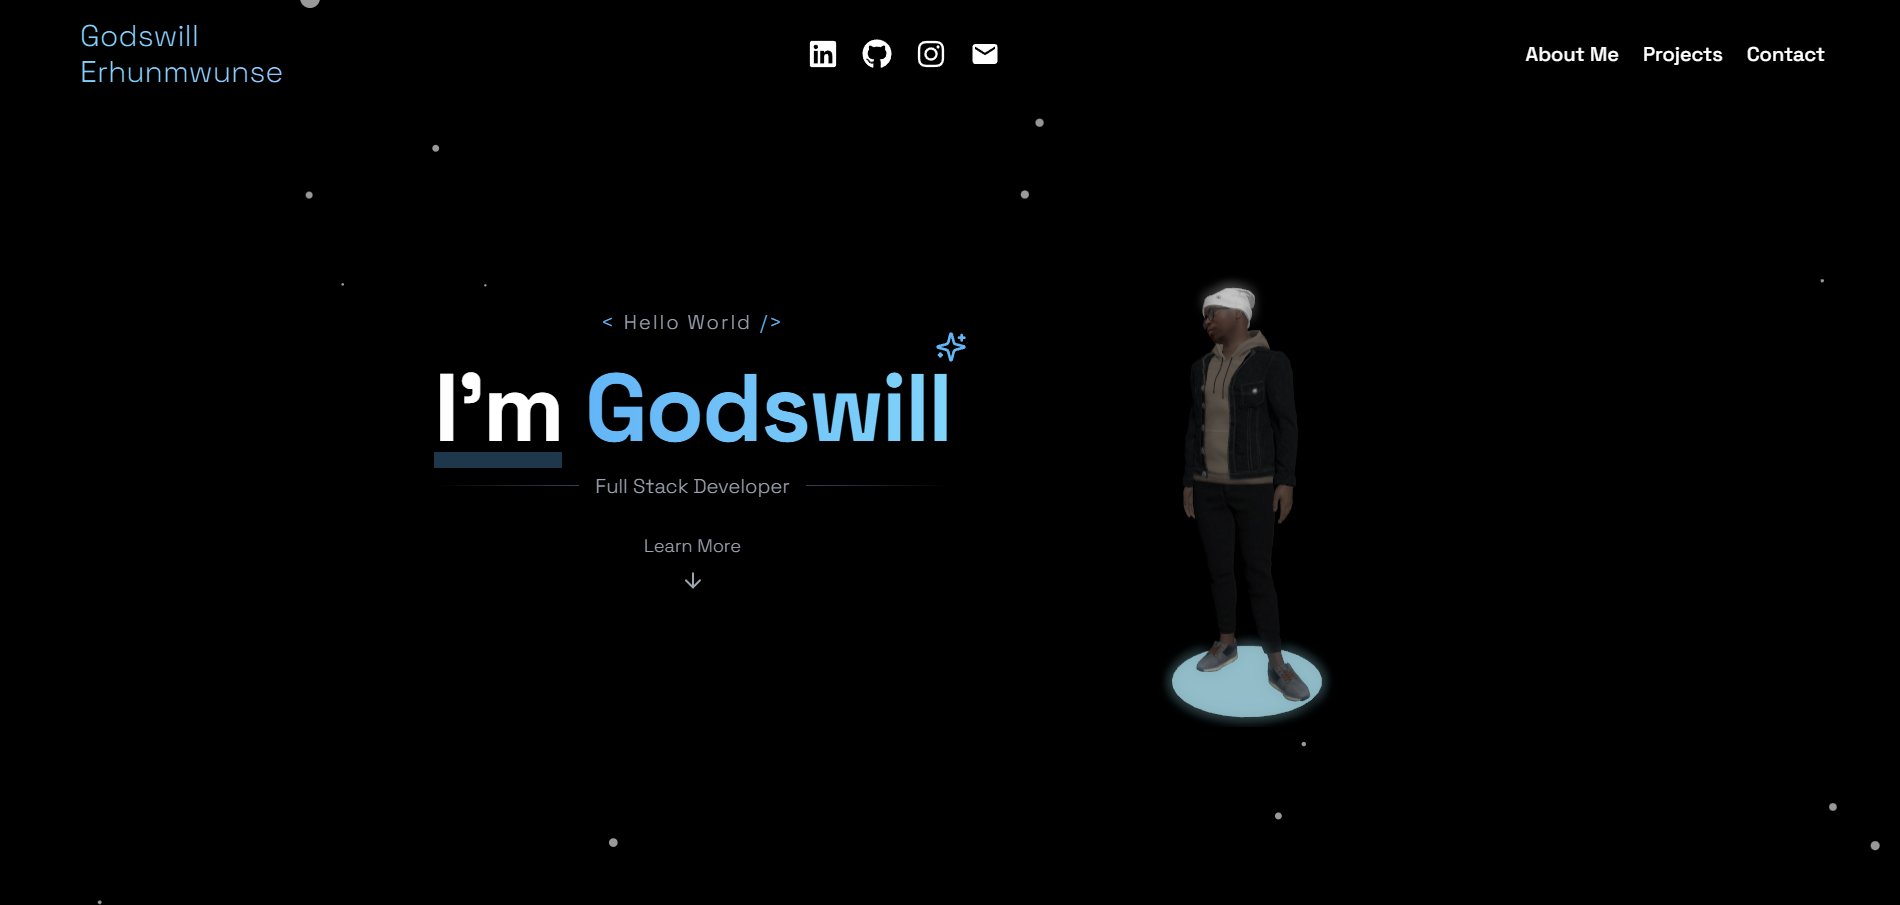 Godswill
Erhunmwunse
About Me Projects Contact
< Hello World />
I'm Godswill
Full Stack Developer
Learn More